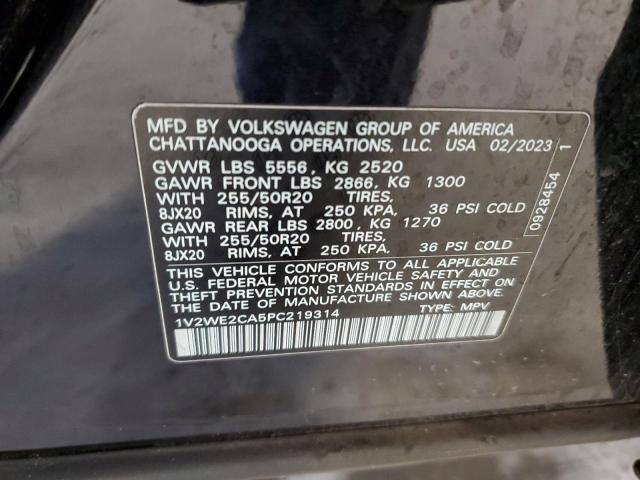 MFD BY VOLKSWAGEN GROUP OF AMERICA
CHATTANOOGA OPERATIONS, LLC. USA 02/2023
GVWR LBS 5556, KG 2520
GAWR FRONT LBS 2866, KG 1300
WITH 255/50R20 TIRES,
8JX20 RIMS, AT 250 KPA, 36 PSI COLD
GAWR REAR LBS 2800, KG 1270
WITH 255/50R20 TIRES,
8JX20 RIMS, AT 250 KPA, 36 PSI COLD
THIS VEHICLE CONFORMS TO ALL APPLICABLE
U.S. FEDERAL MOTOR VEHICLE SAFETY AND
THEFT PREVENTION STANDARDS IN EFFECT ON
THE DATE OF MANUFACTURE SHOWN ABOVE.
1V2WE2CA5PC219314 TYPE: MPV
0928454
1